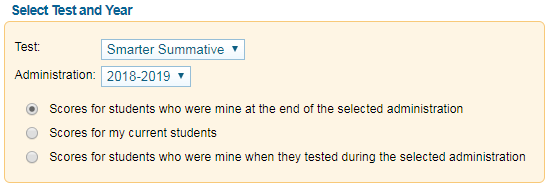 Select Test and Year
Test: Smarter Summative
Administration: 2018-2019
Scores for students who were mine at the end of the selected administration
Scores for my current students
Scores for students who were mine when they tested during the selected administration